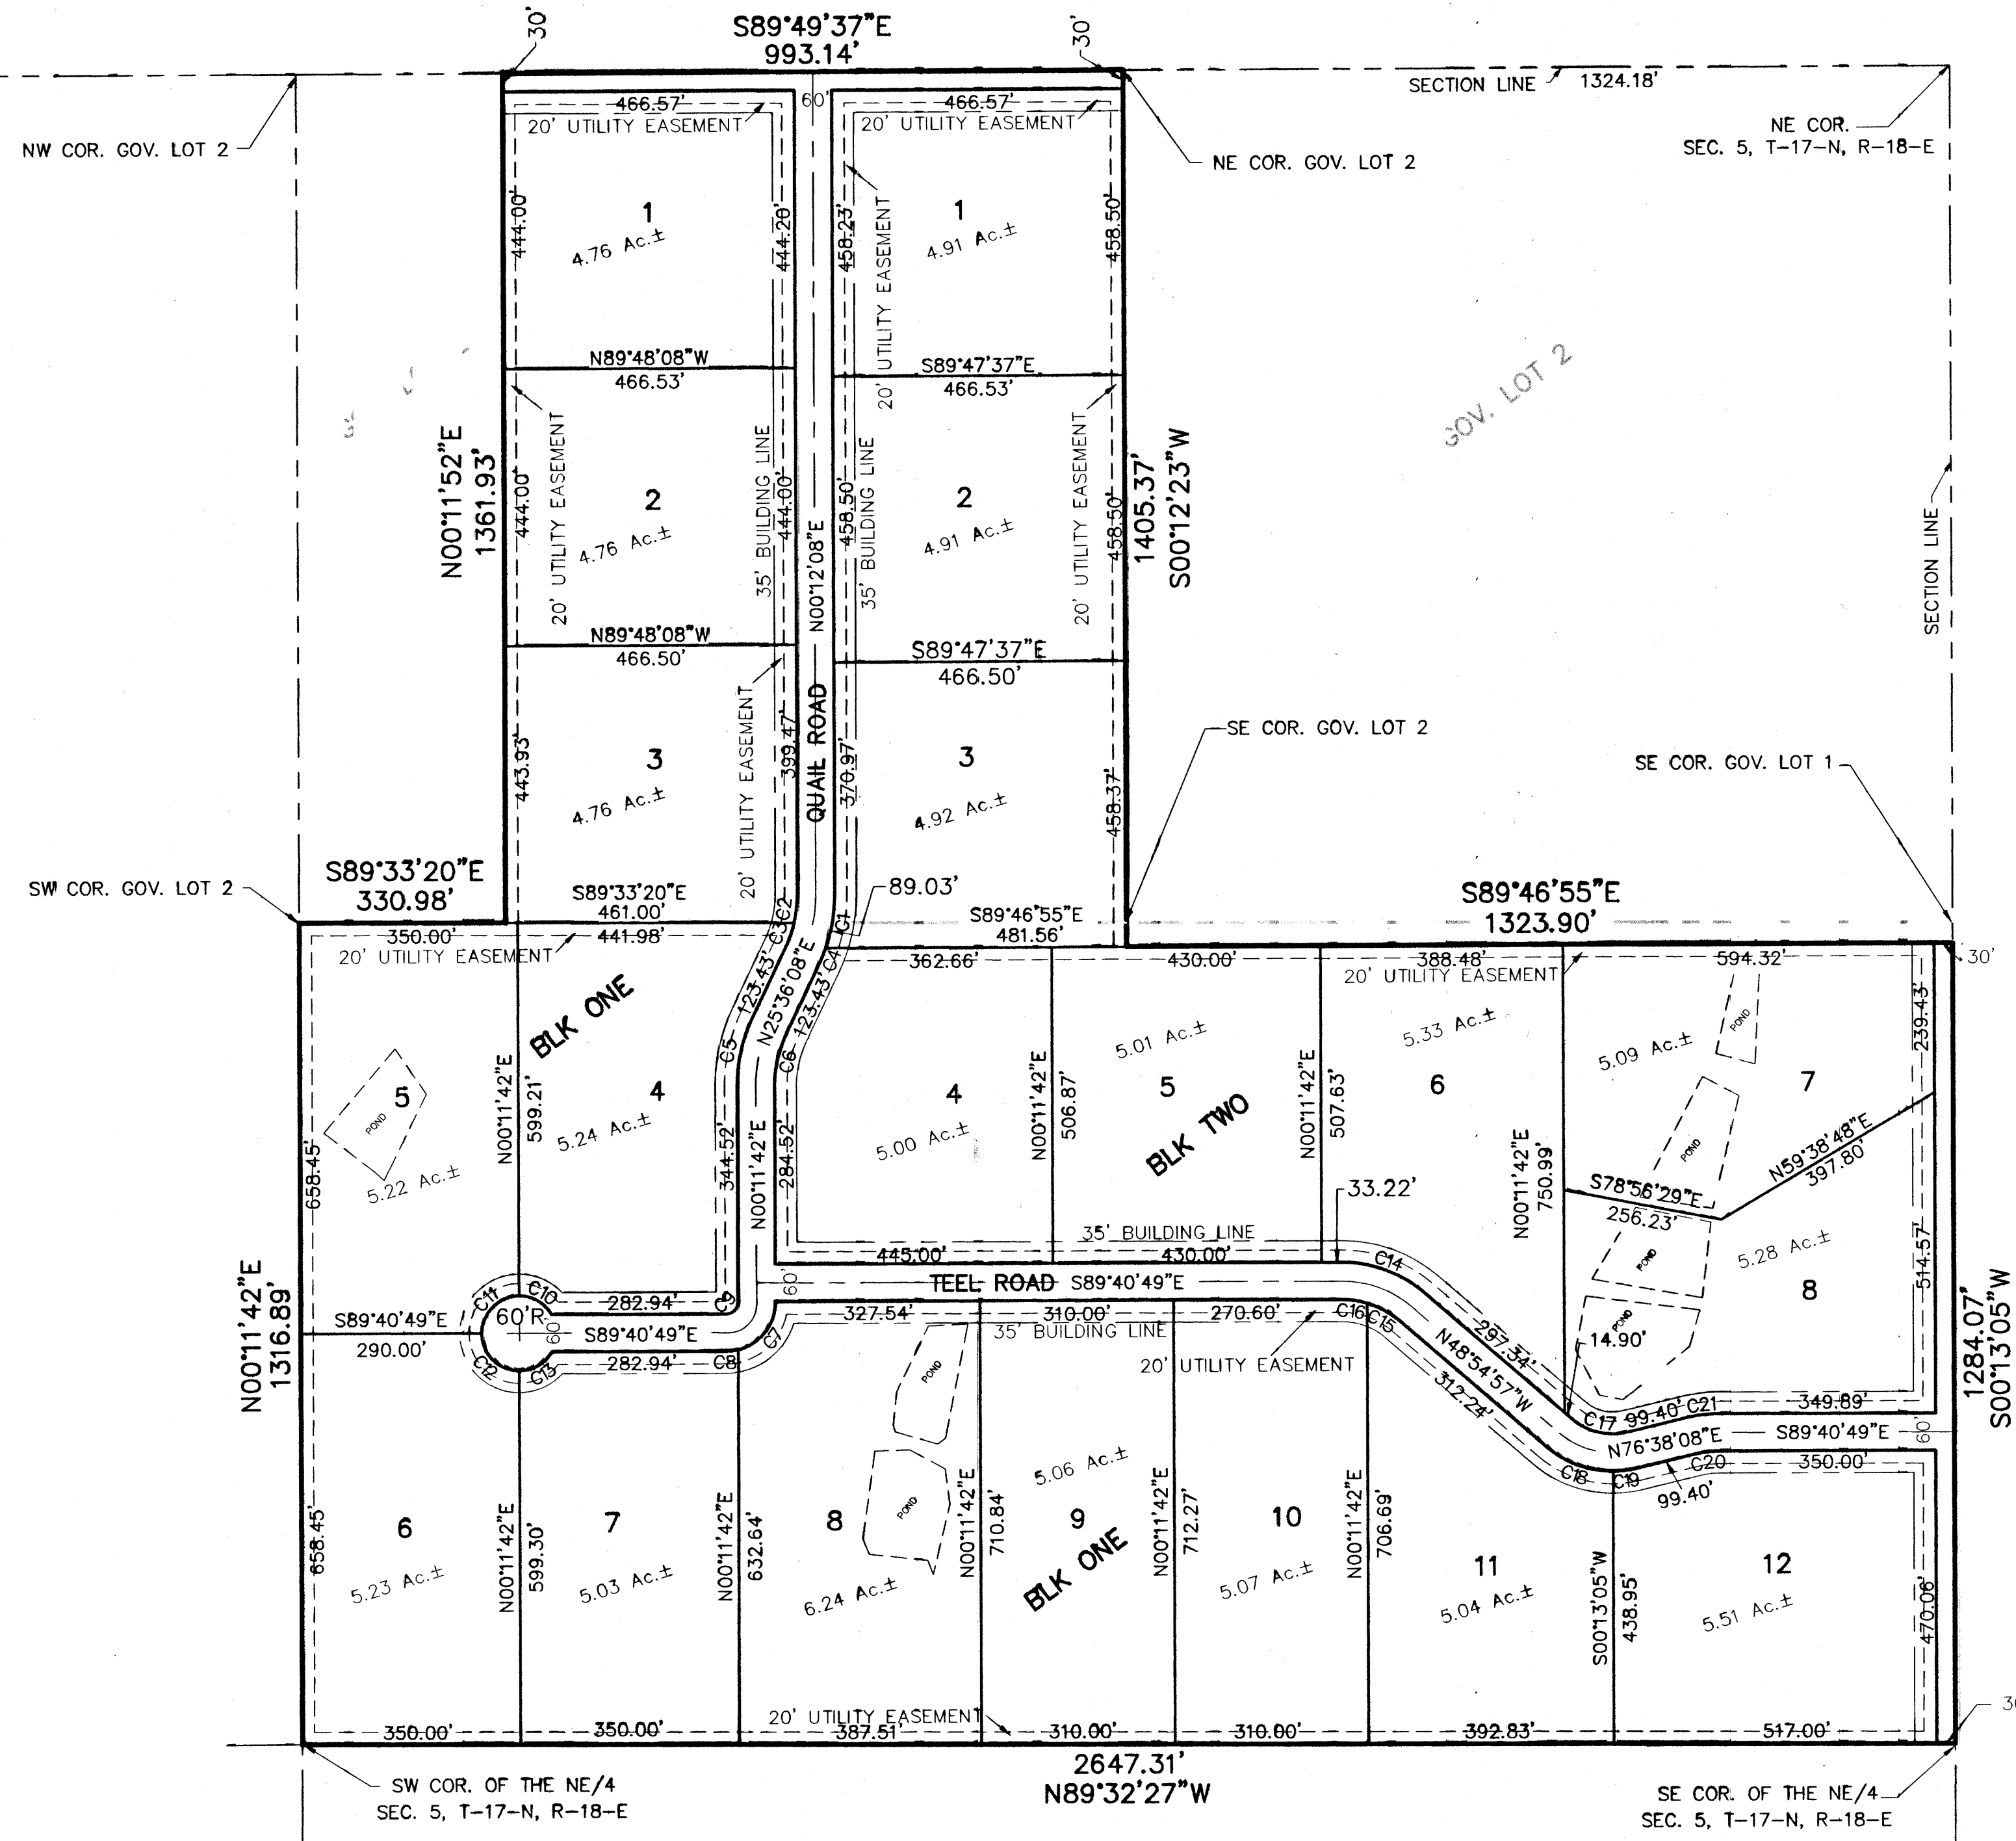 S89°49'37"E
993.14'
30'
30'
SECTION LINE
1324.18'
NW COR. GOV. LOT 2
NE COR.
SEC. 5, T-17-N, R-18-E
NE COR. GOV. LOT 2
466.57'
60'
466.57'
20' UTILITY EASEMENT
20' UTILITY EASEMENT
1
4.76 Ac.±
1
4.91 Ac.±
444.00'
444.20'
458.23'
458.50'
20' UTILITY EASEMENT
N89°48'08"W
466.53'
S89°47'37"E
466.53'
GOV. LOT 2
N00°11'52"E
1361.93'
444.00'
20' UTILITY EASEMENT
2
4.76 Ac.±
35' BUILDING LINE
444.00'
N00°12'08"E
458.50'
35' BUILDING LINE
2
4.91 Ac.±
20' UTILITY EASEMENT
458.50'
1405.37'
S00°12'23"W
SECTION LINE
N89°48'08"W
466.50'
S89°47'37"E
466.50'
443.93'
3
4.76 Ac.±
20' UTILITY EASEMENT
399.47'
QUAIL ROAD
370.97'
3
4.92 Ac.±
458.37'
SE COR. GOV. LOT 2
SE COR. GOV. LOT 1
SW COR. GOV. LOT 2
S89°33'20"E
330.98'
S89°33'20"E
461.00'
C2
C1
89.03'
S89°46'55"E
481.56'
S89°46'55"E
1323.90'
350.00'
441.98'
20' UTILITY EASEMENT
C3
C4
362.66'
430.00'
388.48'
20' UTILITY EASEMENT
594.32'
30'
BLK ONE
123.43'
N25°36'08"E
123.43'
C5
C6
5
POND
5.22 Ac.±
658.45'
N00°11'42"E
599.21'
4
5.24 Ac.±
344.52'
N00°11'42"E
284.52'
4
5.00 Ac.±
N00°11'42"E
506.87'
5.01 Ac.±
5
BLK TWO
N00°11'42"E
507.63'
5.33 Ac.±
6
N00°11'42"E
750.99'
5.09 Ac.±
POND
7
239.43'
POND
N59°38'48"E
397.80'
S78°56'29"E
256.23'
33.22'
POND
5.28 Ac.±
8
514.57'
POND
14.90'
35' BUILDING LINE
445.00'
430.00'
C14
TEEL ROAD
S89°40'49"E
60'
C11
C10
60'R
60'
282.94'
C9
S89°40'49"E
290.00'
S89°40'49"E
282.94'
C12
C13
C8
C7
327.54'
310.00'
270.60'
C16
C15
35' BUILDING LINE
20' UTILITY EASEMENT
297.34'
N48°54'57"W
312.24'
C17
99.40'
C21
349.89'
N76°38'08"E
S89°40'49"E
60'
C18
C19
C20
350.00'
99.40'
N00°11'42"E
1316.89'
1284.07'
S00°13'05"W
658.45'
6
5.23 Ac.±
N00°11'42"E
599.30'
7
5.03 Ac.±
N00°11'42"E
632.64'
8
6.24 Ac.±
POND
POND
N00°11'42"E
710.84'
5.06 Ac.±
9
BLK ONE
N00°11'42"E
712.27'
10
5.07 Ac.±
N00°11'42"E
706.69'
11
5.04 Ac.±
S00°13'05"W
438.95'
12
5.51 Ac.±
470.06'
20' UTILITY EASEMENT
350.00'
350.00'
387.51'
310.00'
310.00'
392.83'
517.00'
2647.31'
N89°32'27"W
SW COR. OF THE NE/4
SEC. 5, T-17-N, R-18-E
SE COR. OF THE NE/4
SEC. 5, T-17-N, R-18-E